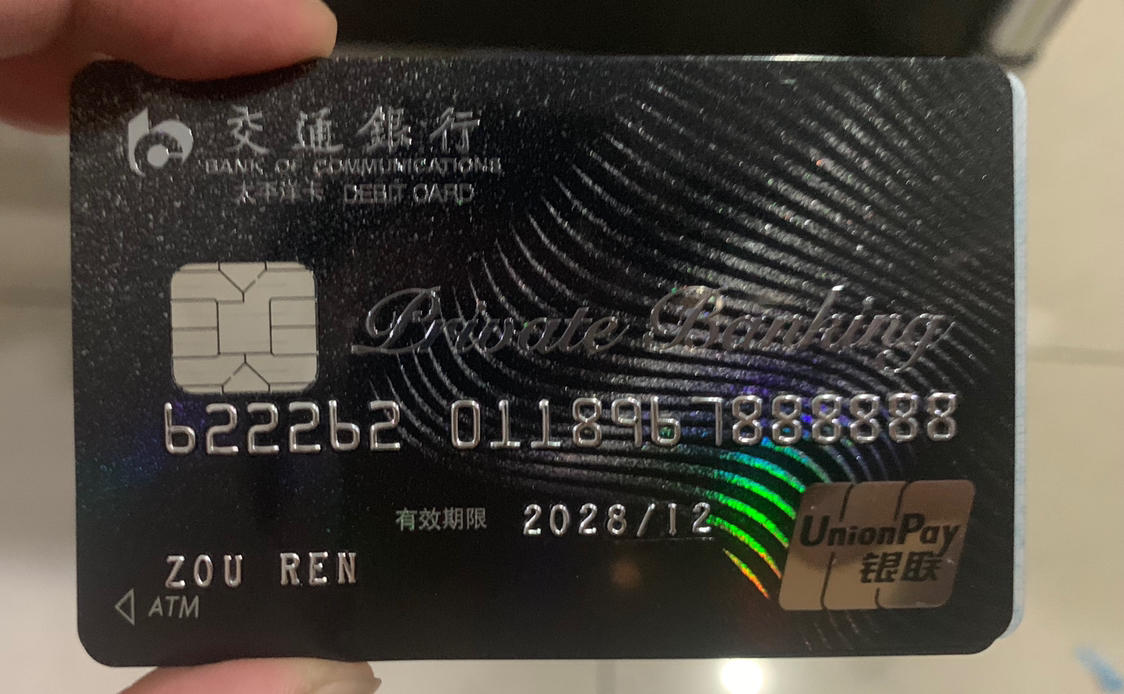 交通銀行
BANK OF COMMUNICATIONS
太平洋卡 DEBIT CARD
Private Banking
622262 0118967888888
有效期限 2028/12
UnionPay
银联
ZOU REN
ATM